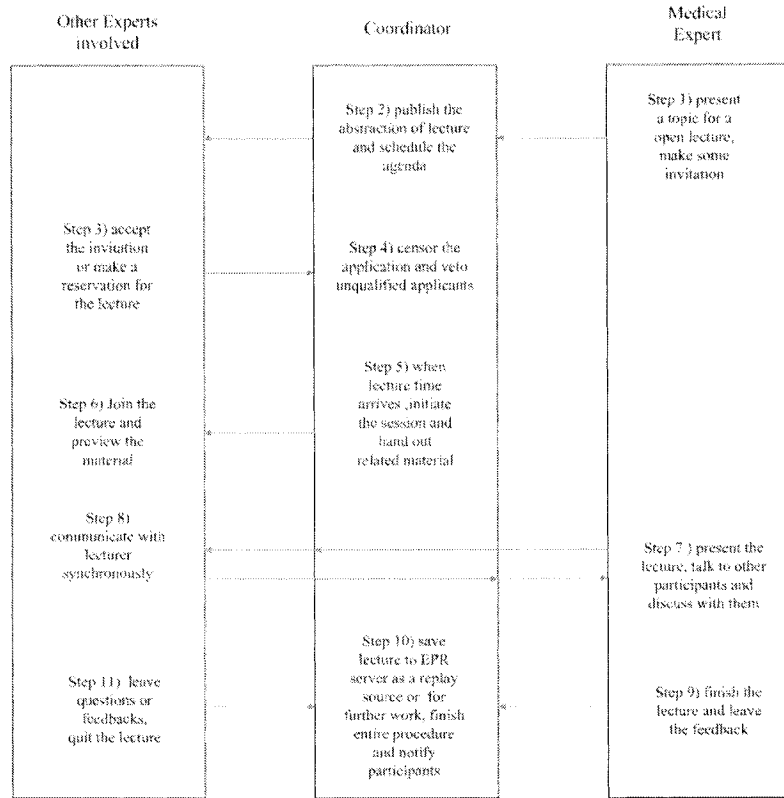 Other Experts
involved
Coordinator
Medical
Expert
Step 1) present
a topic for a
open lecture,
make some
invitation
Step 2) publish the
abstraction of lecture
and schedule the
agenda
Step 3) accept
the invitation
or make a
reservation for
the lecture
Step 4) censor the
application and veto
unqualified applicants
Step 5) when
lecture time
arrives ,initiate
the session and
hand out
related material
Step 6) Join the
lecture and
preview the
material
Step 7 ) present the
lecture, talk to other
participants and
discuss with them
Step 8)
communicate with
lecturer
synchronously
Step 9) finish the
lecture and leave
the feedback
Step 10) save
lecture to EPR
server as a replay
source or for
further work, finish
entire procedure
and notify
participants
Step 11) leave
questions or
feedbacks,
quit the lecture